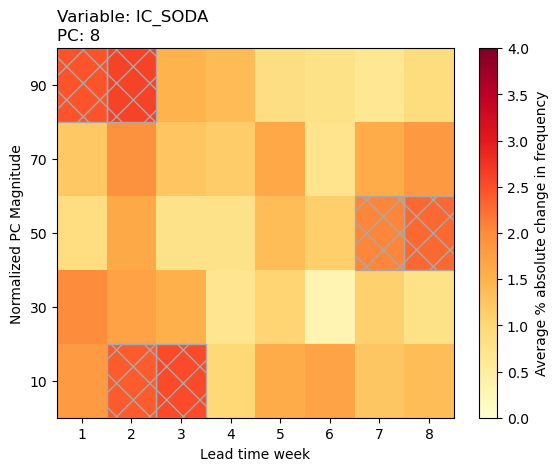 Variable: IC_SODA
PC: 8
Normalized PC Magnitude
90
70
50
30
10
1 2 3 4 5 6 7 8
Lead time week
4.0
3.5
3.0
2.5
2.0
1.5
1.0
0.5
0.0
Average % absolute change in frequency